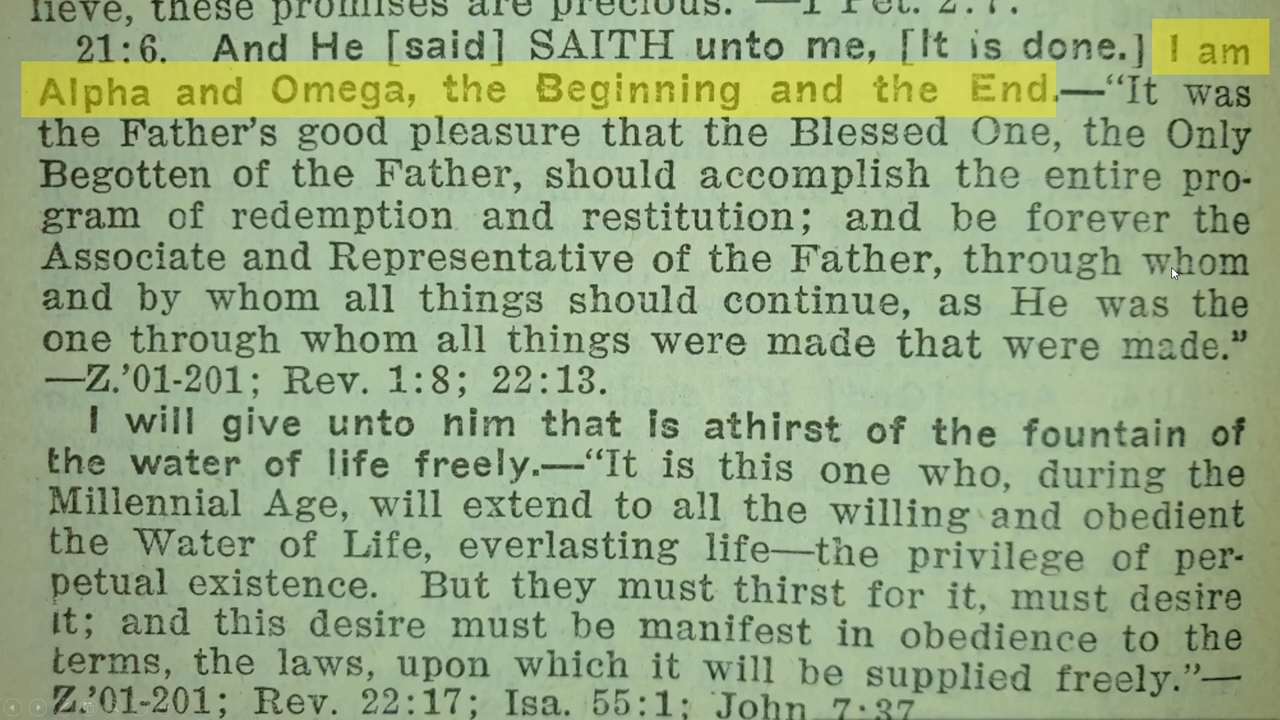 lieve, these promises are precious."—1 Pet. 2:7.
21:6. And He [said] SAITH unto me, [It is done.] I am
Alpha and Omega, the Beginning and the End.—"It was
the Father's good pleasure that the Blessed One, the Only
Begotten of the Father, should accomplish the entire pro-
gram of redemption and restitution; and be forever the
Associate and Representative of the Father, through whom
and by whom all things should continue, as He was the
one through whom all things were made that were made."
—Z.'01-201; Rev. 1:8; 22:13.
I will give unto him that is athirst of the fountain of
the water of life freely.—"It is this one who, during the
Millennial Age, will extend to all the willing and obedient
the Water of Life, everlasting life—the privilege of per-
petual existence. But they must thirst for it, must desire
it; and this desire must be manifest in obedience to the
terms, the laws, upon which it will be supplied freely."—
Z.'01-201; Rev. 22:17; Isa. 55:1; John 7:37